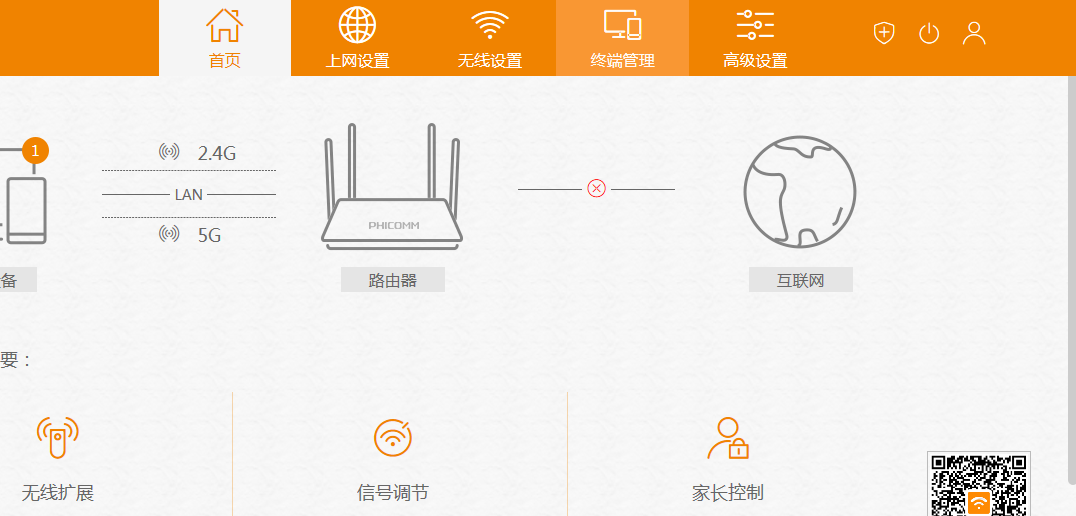 首页
上网设置
无线设置
终端管理
高级设置
1
2.4G
LAN
5G
PHICOMM
备
路由器
互联网
要：
无线扩展
信号调节
家长控制